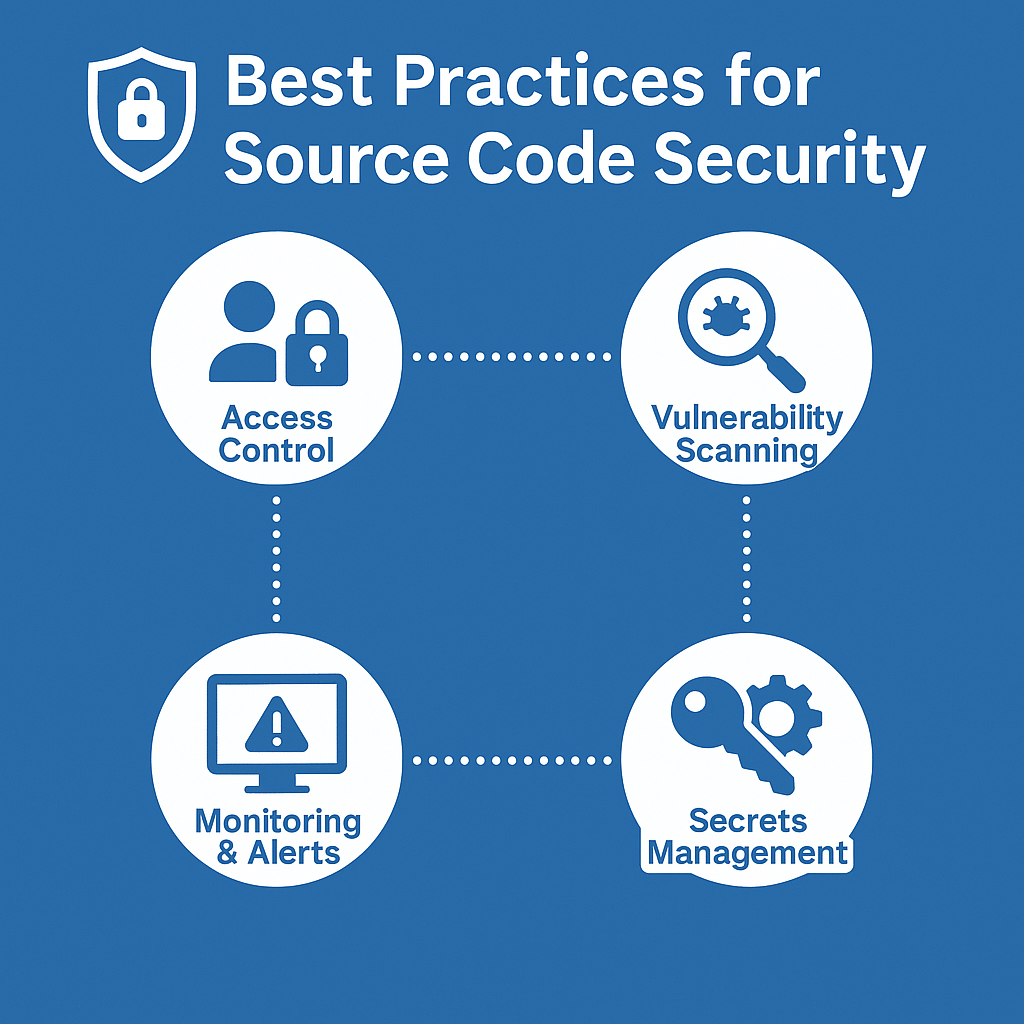 Best Practices for
Source Code Security
Access
Control
Vulnerability
Scanning
Monitoring
& Alerts
Secrets
Management